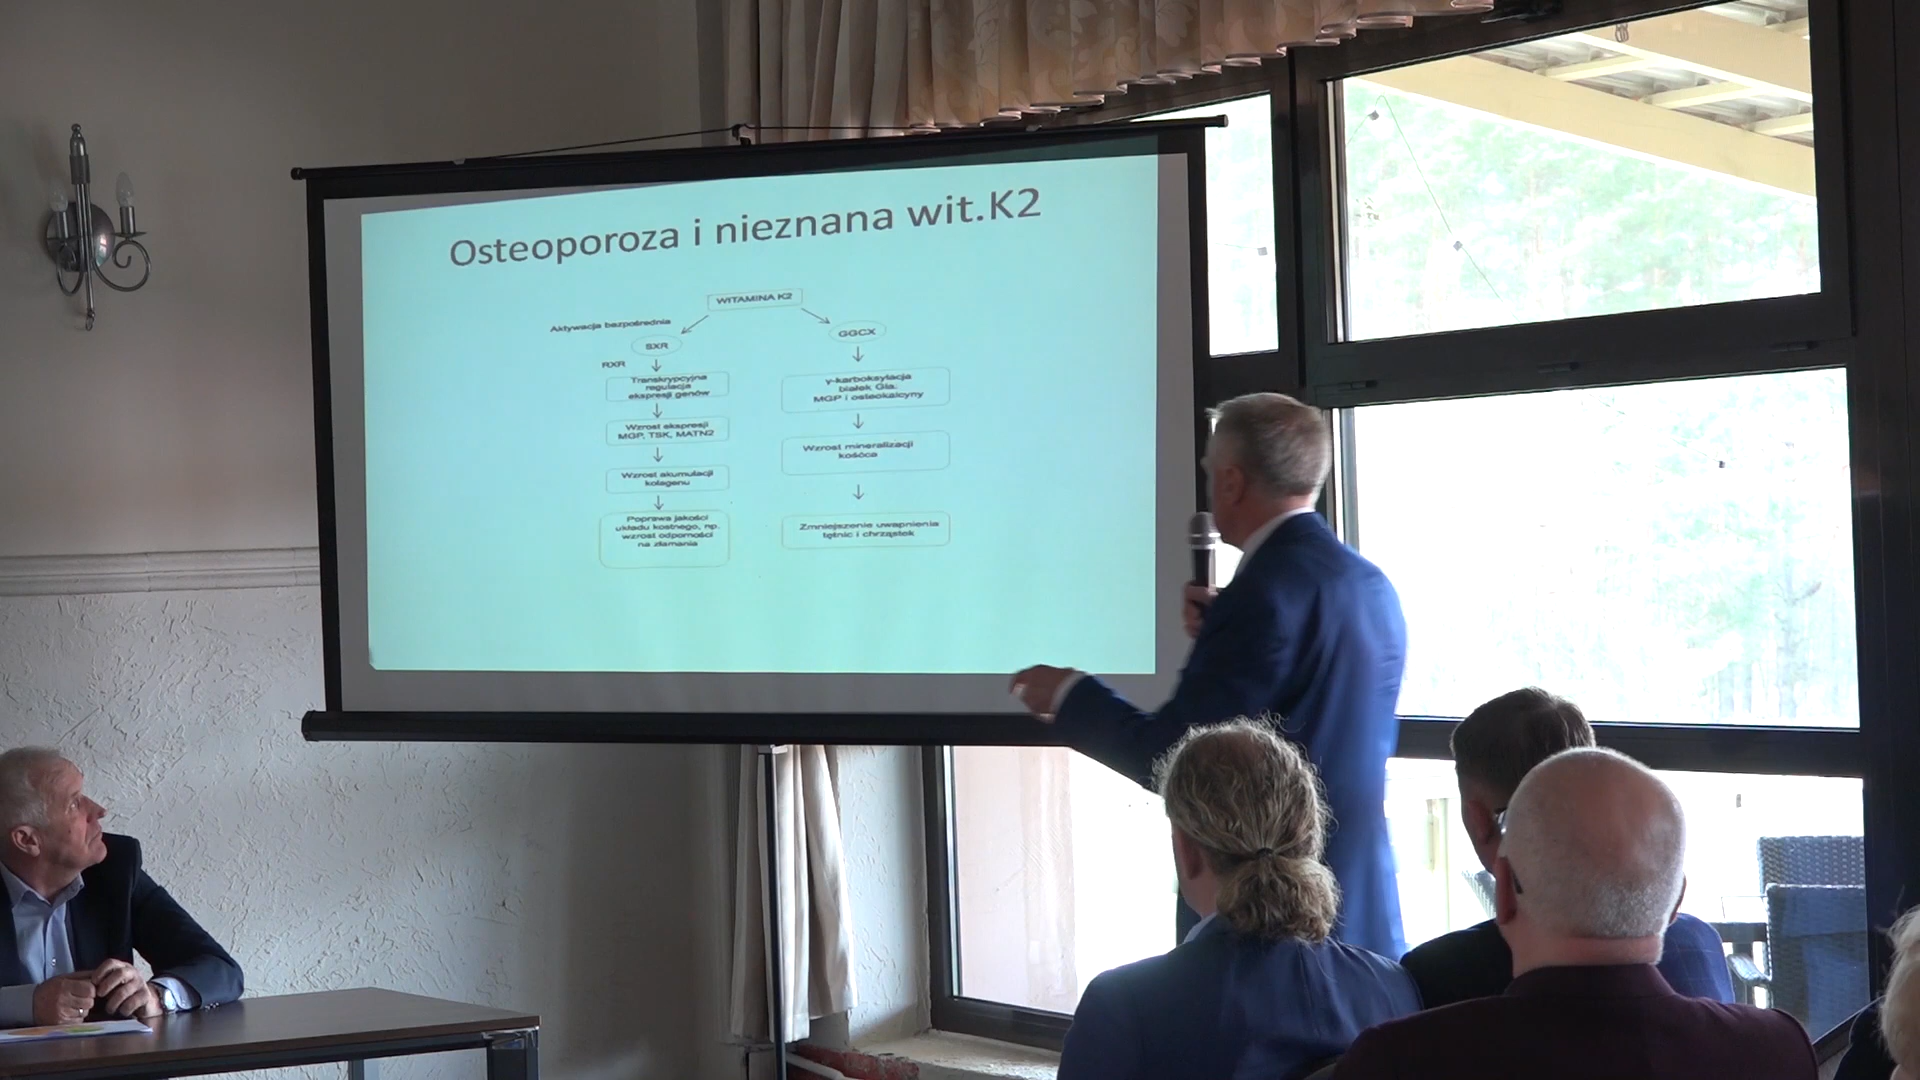 Osteoporoza i nieznana wit.K2
WITAMINA K2
Aktywacja bezpośrednia
SXR
RXR
Transkrypcyjna
regulacja
ekspresji genów
Wzrost ekspresji
MGP, TSK, MATN2
Wzrost akumulacji
kolagenu
Poprawa jakości
układu kostnego, np.
wzrost odporności
na złamania
GGCX
γ-karboksylacja
białek Gla:
MGP i osteokalcyny
Wzrost mineralizacji
kośćca
Zmniejszenie uwapnienia
tętnic i chrząstek